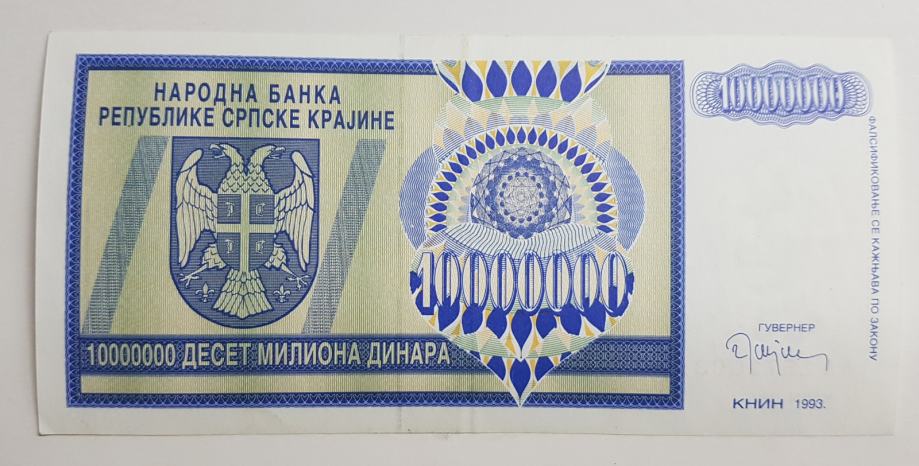 НАРОДНА БАНКА
РЕПУБЛИКЕ СРПСКЕ КРАЈИНЕ
10000000
10000000
10000000 ДЕСЕТ МИЛИОНА ДИНАРА
ФАЛСИФИКОВАЊЕ СЕ КАЖЊАВА ПО ЗАКОНУ
ГУВЕРНЕР
КНИН 1993.